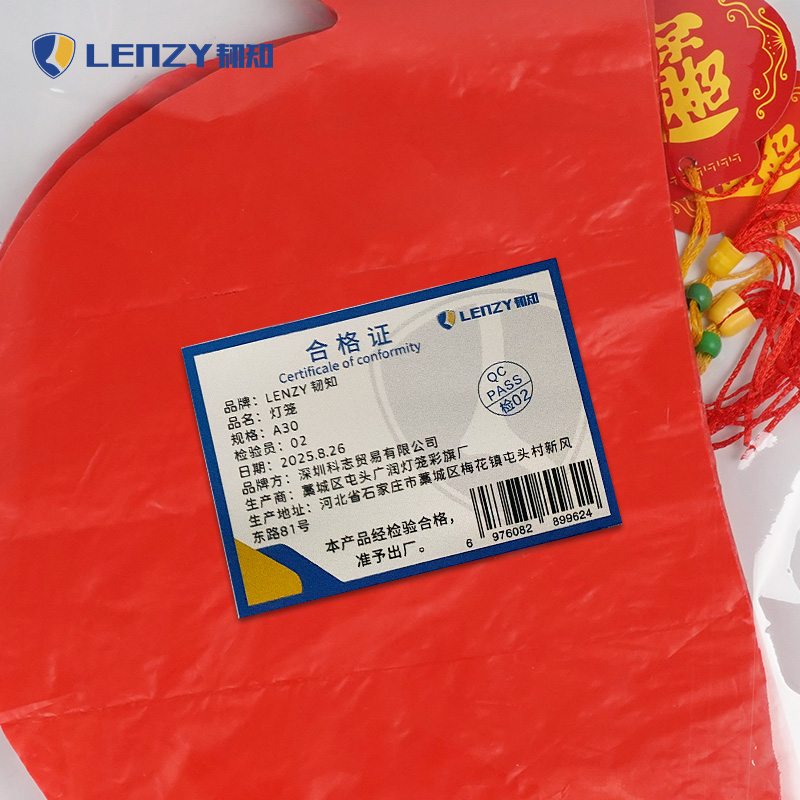 LENZY 韧知
LENZY 韧知
合格证
Certificale of conformity
品牌：LENZY 韧知
品名：灯笼
规格：A30
检验员：02
日期：2025.8.26
品牌方：深圳科志贸易有限公司
生产商：藁城区屯头广润灯笼彩旗厂
生产地址：河北省石家庄市藁城区梅花镇屯头村新风
东路81号
QC
PASS
检02
本产品经检验合格，
准予出厂。
6 976082 899624